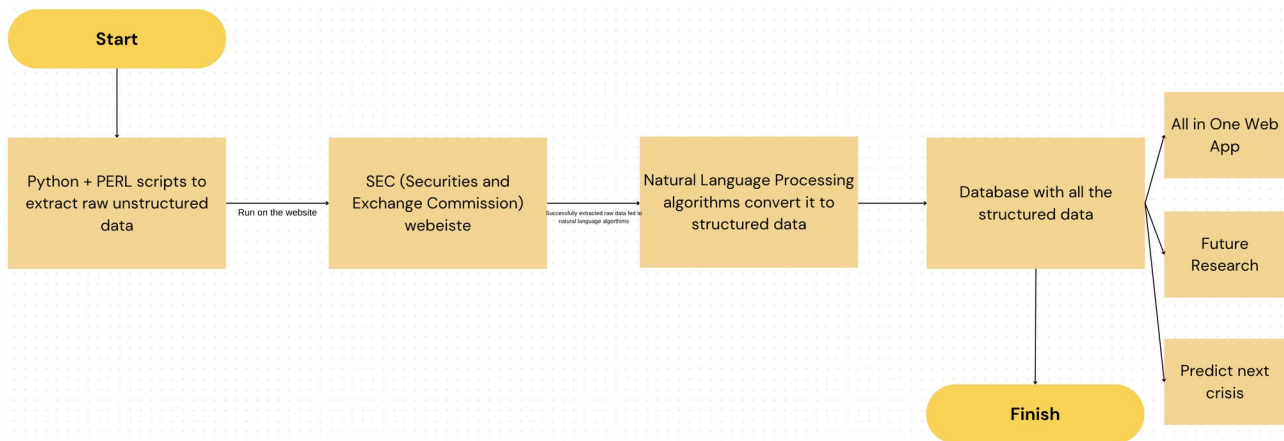 Start
Python + PERL scripts to
extract raw unstructured
data
Run on the website
SEC (Securities and
Exchange Commission)
webeiste
Successfully extracted raw data fed to
natural language algorthims
Natural Language Processing
algorithms convert it to
structured data
Database with all the
structured data
All in One Web
App
Future
Research
Predict next
crisis
Finish